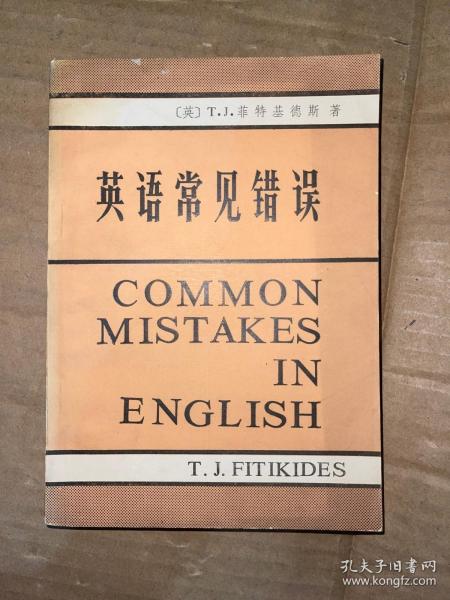 〔英〕T.J.菲特基德斯 著
英语常见错误
COMMON
MISTAKES
IN
ENGLISH
T. J. FITIKIDES
孔夫子旧书网
www.kongfz.com